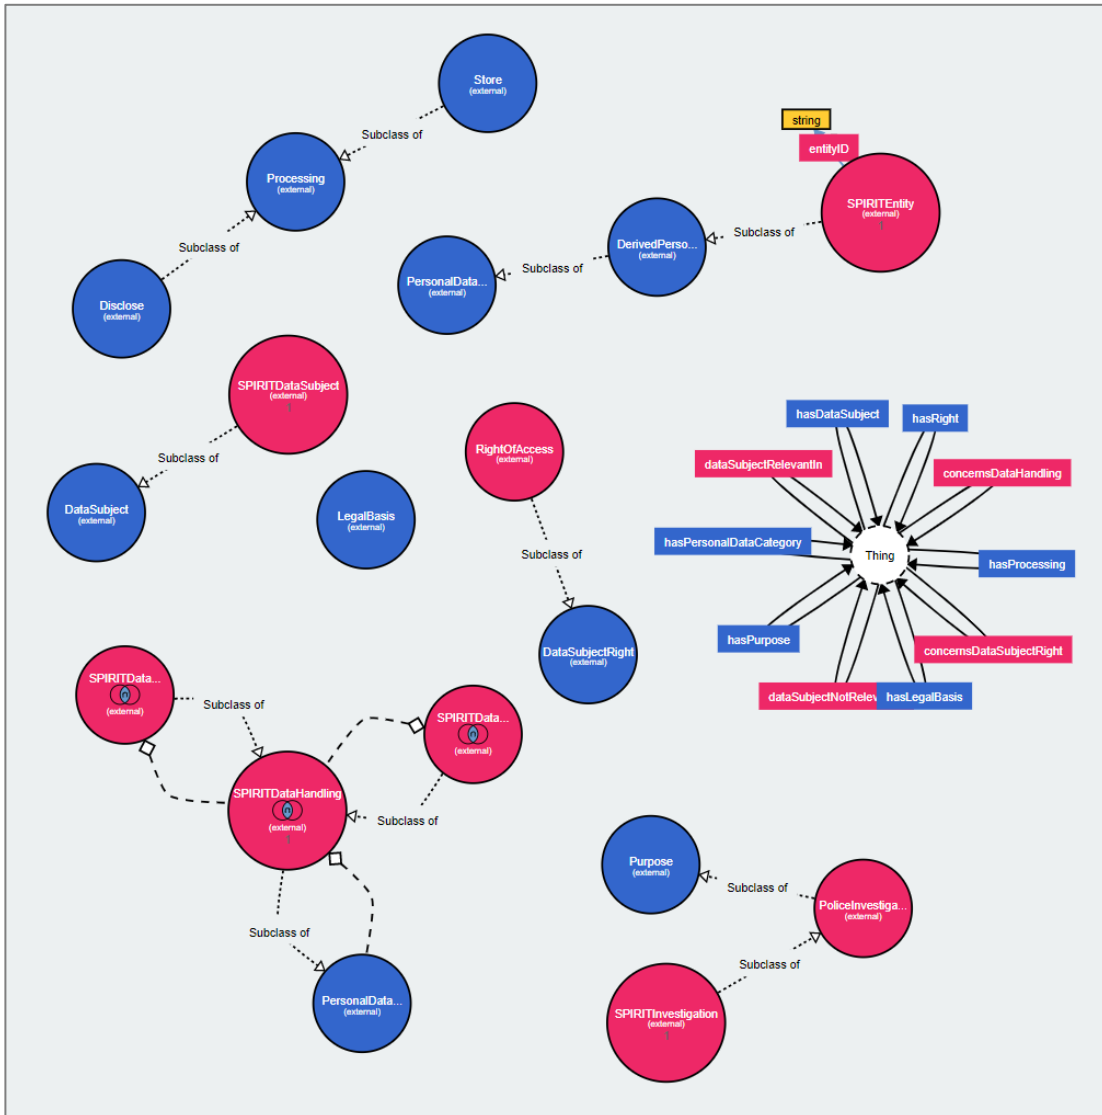 Store
(external)
Subclass of
Processing
(external)
Subclass of
Disclose
(external)
string
entityID
SPIRITEntity
(external)
Subclass of
DerivedPerso...
(external)
Subclass of
PersonalData...
(external)
SPIRITDataSubject
(external)
Subclass of
DataSubject
(external)
LegalBasis
(external)
RightOfAccess
(external)
Subclass of
DataSubjectRight
(external)
hasDataSubject
hasRight
dataSubjectRelevantIn
concernsDataHandling
hasPersonalDataCategory
Thing
hasProcessing
hasPurpose
concernsDataSubjectRight
dataSubjectNotRelev
hasLegalBasis
SPIRITData...
(external)
Subclass of
SPIRITData...
(external)
SPIRITDataHandling
(external)
Subclass of
Subclass of
PersonalData...
(external)
Purpose
(external)
Subclass of
PoliceInvestiga...
(external)
Subclass of
SPIRITInvestigation
(external)